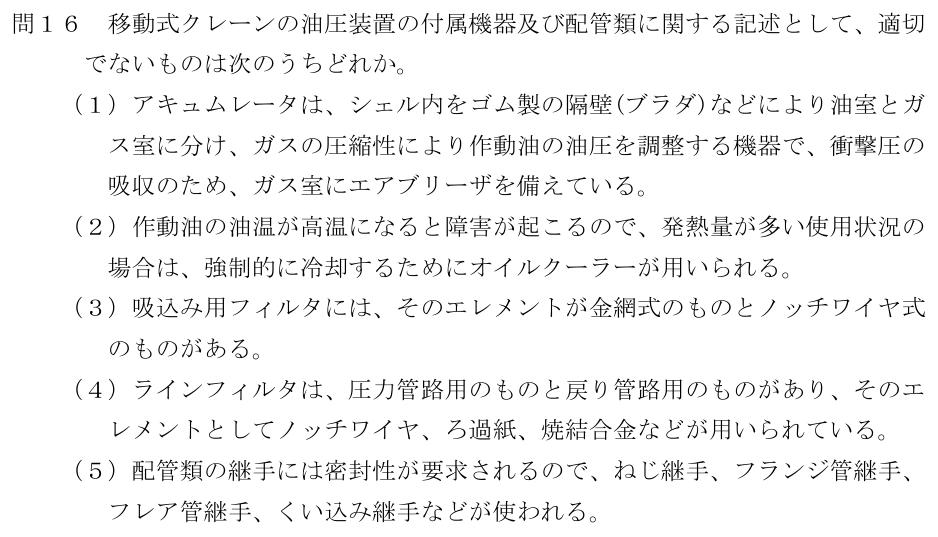 問１６　移動式クレーンの油圧装置の付属機器及び配管類に関する記述として、適切
でないものは次のうちどれか。
（１）アキュムレータは、シェル内をゴム製の隔壁(ブラダ)などにより油室とガ
ス室に分け、ガスの圧縮性により作動油の油圧を調整する機器で、衝撃圧の
吸収のため、ガス室にエアブリーザを備えている。
（２）作動油の油温が高温になると障害が起こるので、発熱量が多い使用状況の
場合は、強制的に冷却するためにオイルクーラーが用いられる。
（３）吸込み用フィルタには、そのエレメントが金網式のものとノッチワイヤ式
のものがある。
（４）ラインフィルタは、圧力管路用のものと戻り管路用のものがあり、そのエ
レメントとしてノッチワイヤ、ろ過紙、焼結合金などが用いられている。
（５）配管類の継手には密封性が要求されるので、ねじ継手、フランジ管継手、
フレア管継手、くい込み継手などが使われる。